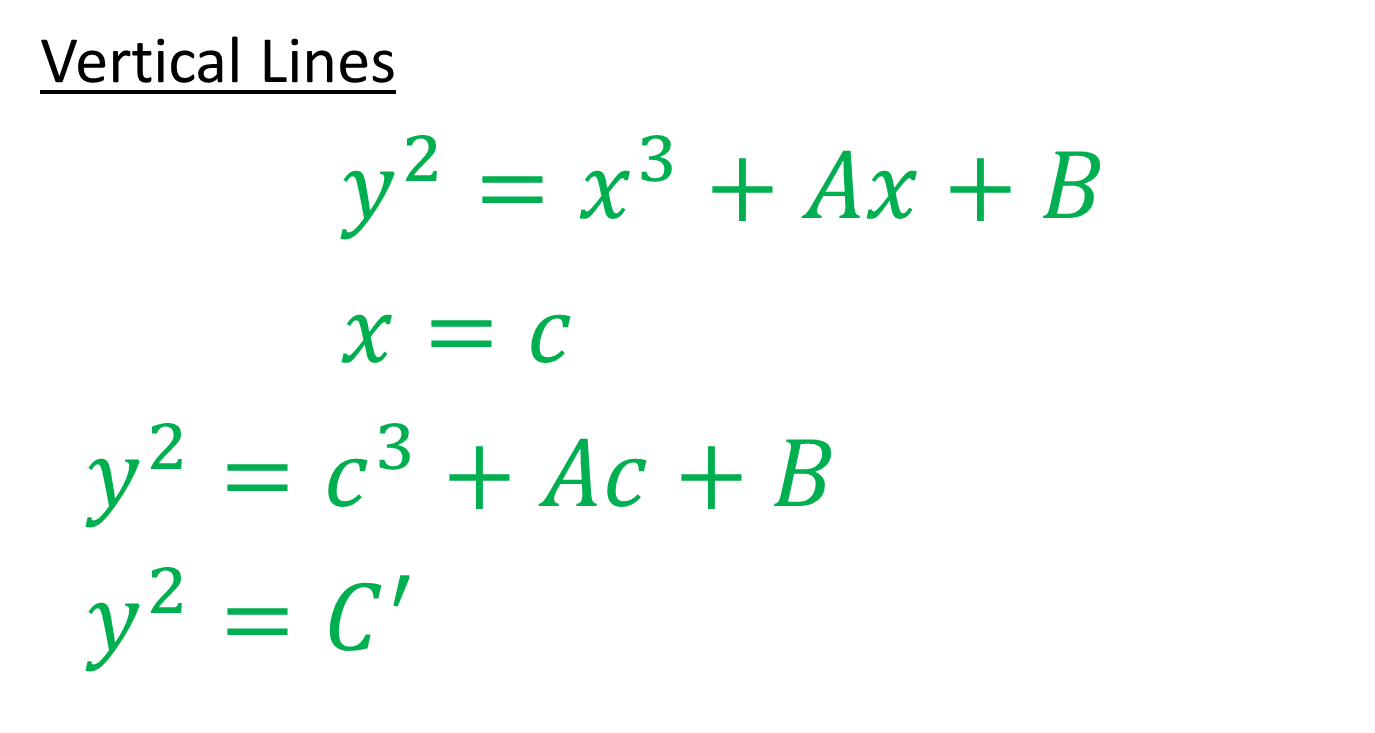 Vertical Lines
y² = x³ + Ax + B
x = c
y² = c³ + Ac + B
y² = C′